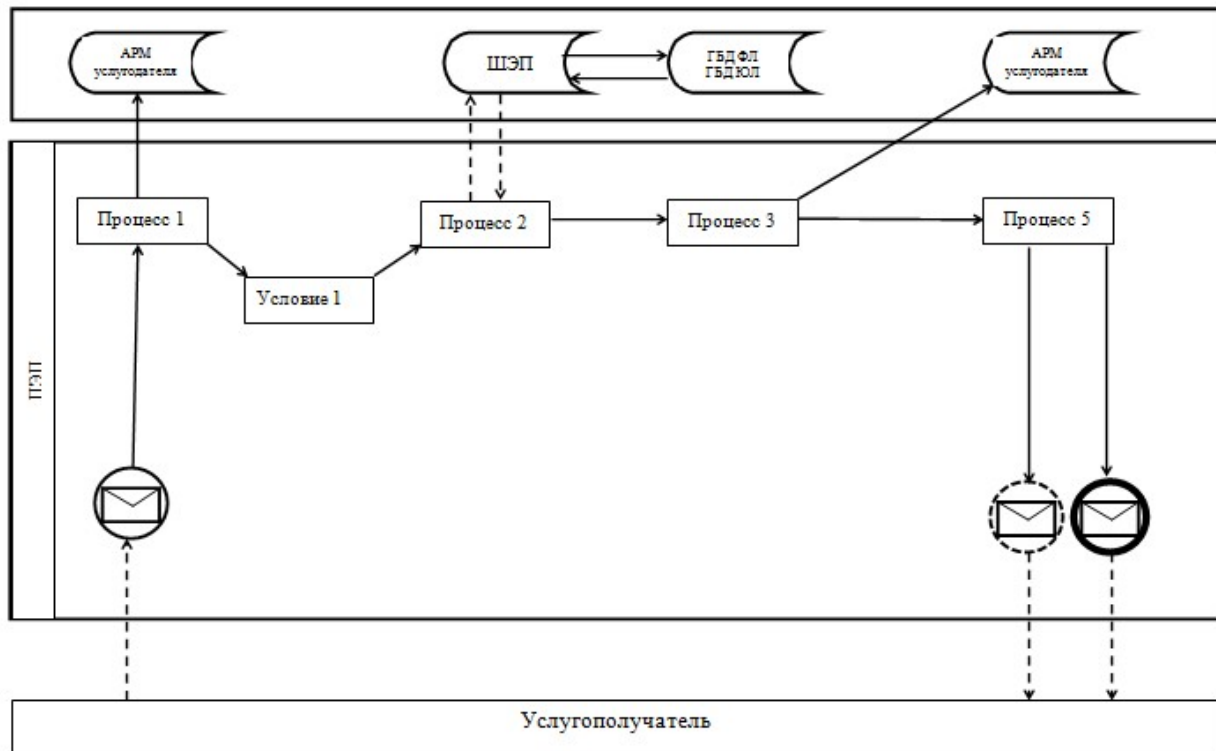 АРМ
услугодателя
ШЭП
ГБД ФЛ
ГБД ЮЛ
АРМ
услугодателя
Процесс 1
Процесс 2
Процесс 3
Процесс 5
Условие 1
ПЭП
Услугополучатель